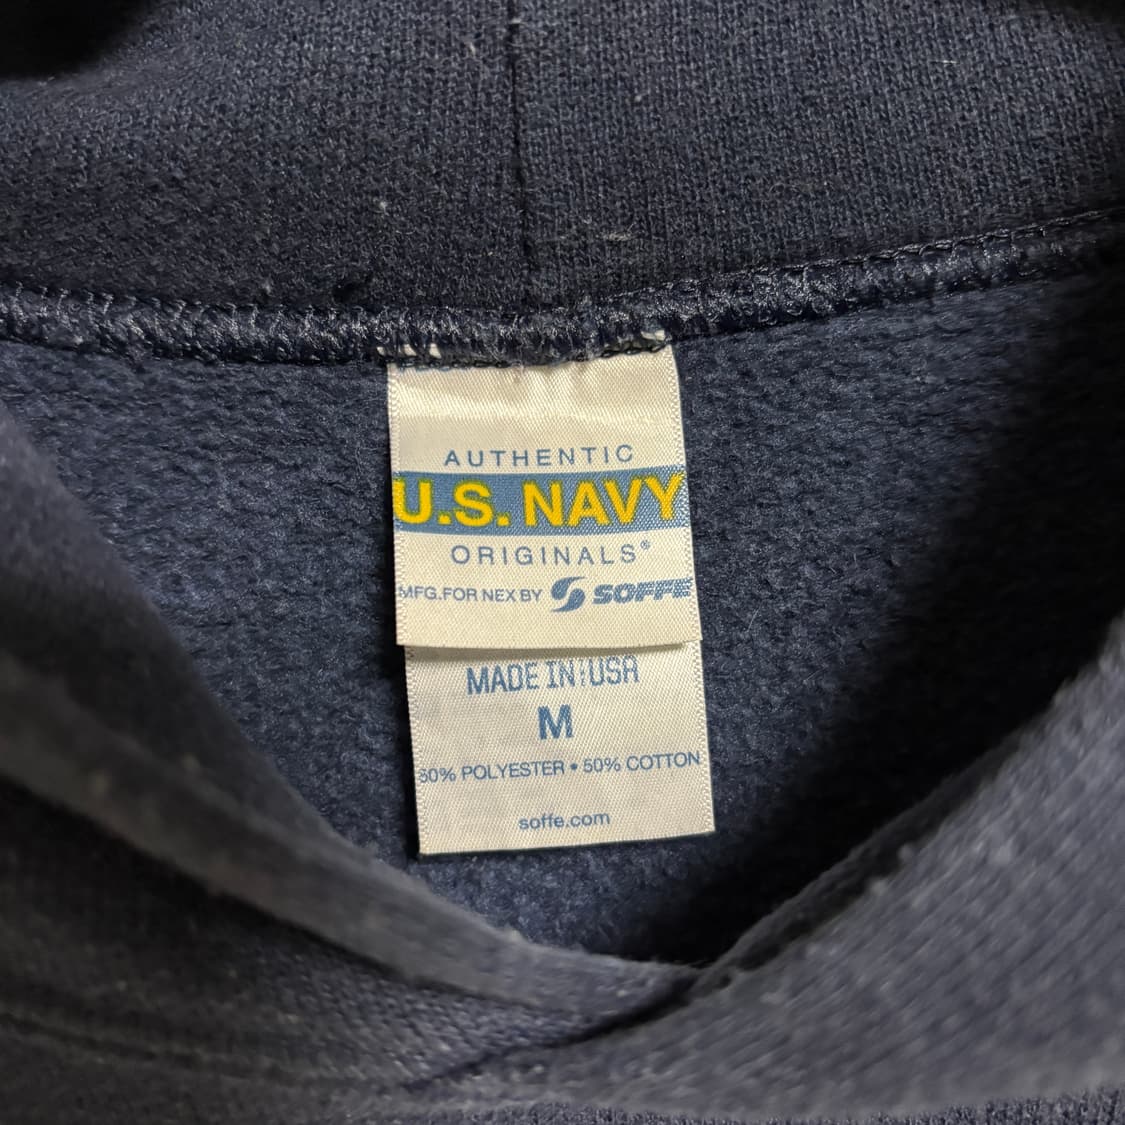 AUTHENTIC
U.S. NAVY
ORIGINALS®
MFG.FOR NEX BY SOFFE
MADE IN USA
M
50% POLYESTER • 50% COTTON
soffe.com